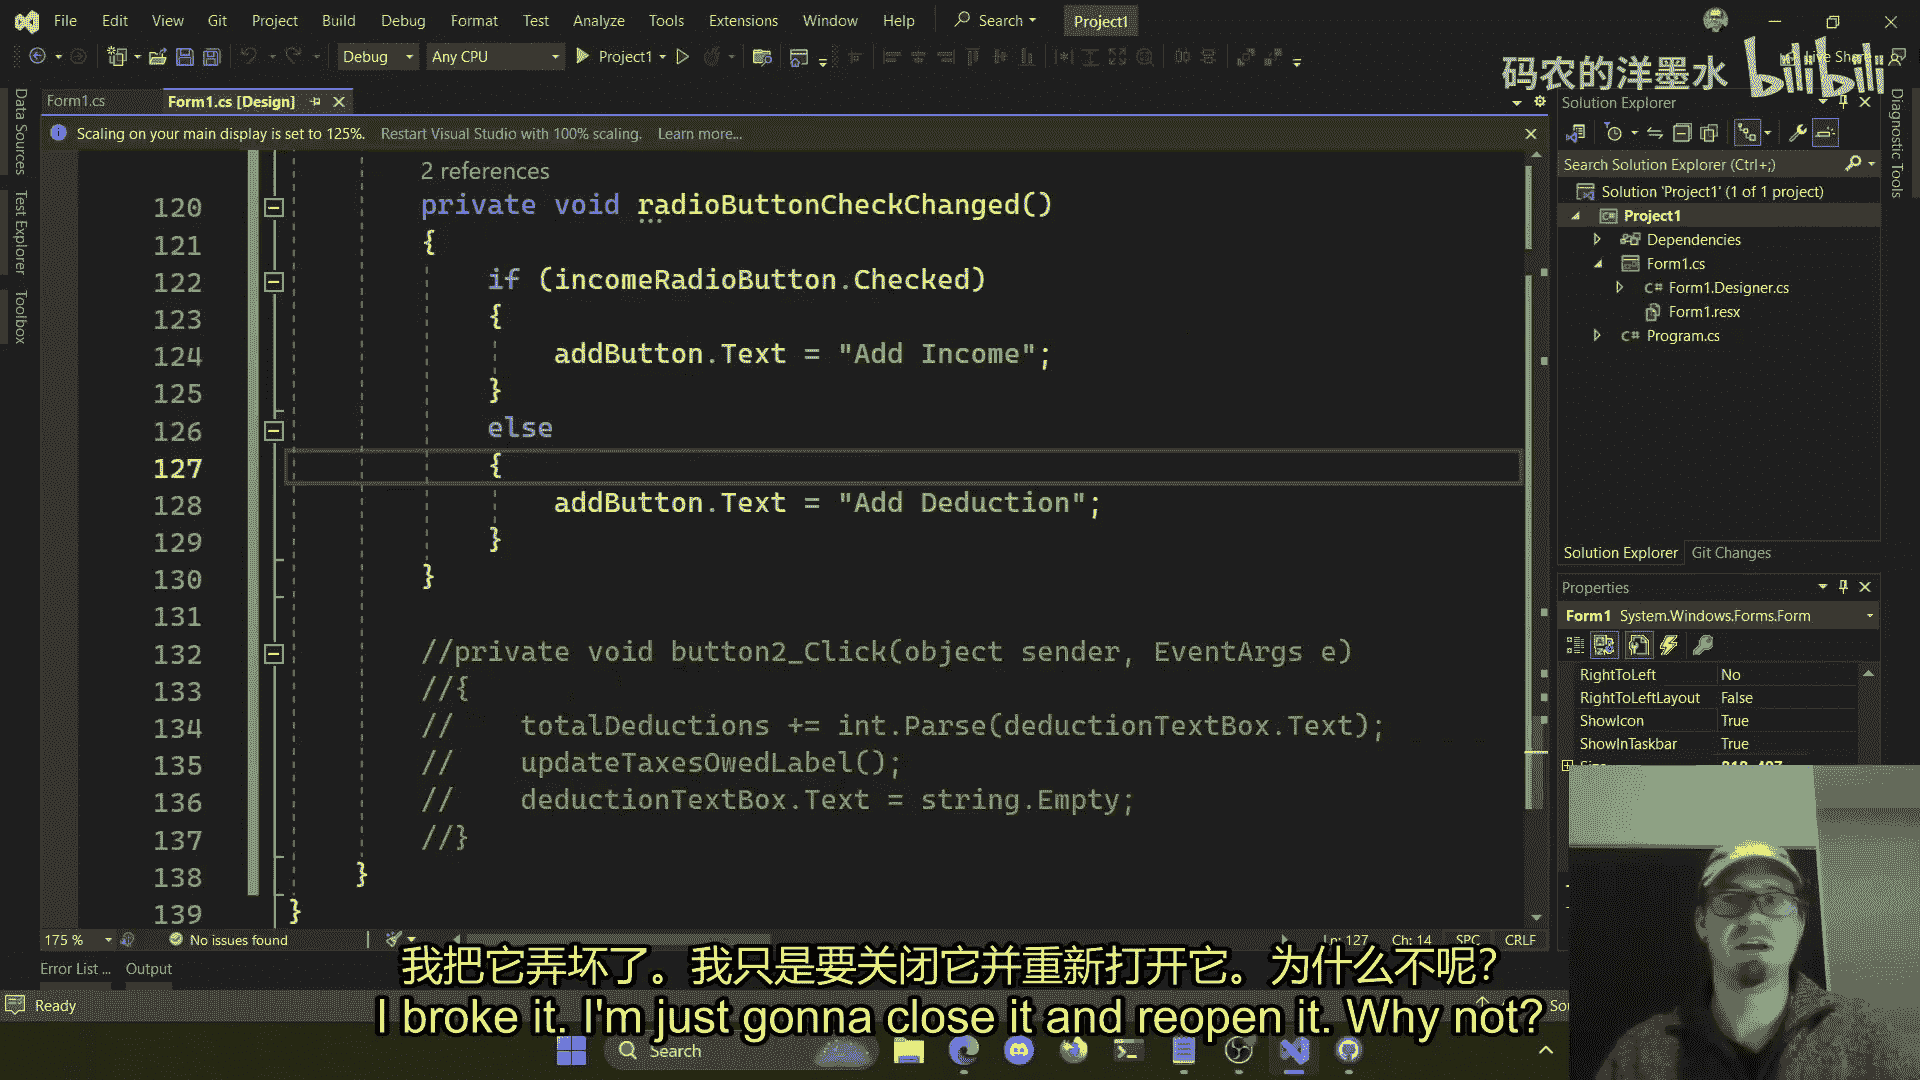 File Edit View Git Project Build Debug Format Test Analyze Tools Extensions Window Help Search Project1
Debug Any CPU Project1 Live Share
码农的洋墨水 bilibili
Form1.cs Form1.cs [Design]
Scaling on your main display is set to 125%. Restart Visual Studio with 100% scaling. Learn more...
Data Sources
Test Explorer
Toolbox
2 references
120 private void radioButtonCheckChanged()
121 {
122 if (incomeRadioButton.Checked)
123 {
124 addButton.Text = "Add Income";
125 }
126 else
127 {
128 addButton.Text = "Add Deduction";
129 }
130 }
131
132 //private void button2_Click(object sender, EventArgs e)
133 //{
134 // totalDeductions += int.Parse(deductionTextBox.Text);
135 // updateTaxesOwedLabel();
136 // deductionTextBox.Text = string.Empty;
137 //}
138 }
139 }
175 % No issues found Ln: 127 Ch: 14 SPC CRLF
Error List ... Output
Ready
Solution Explorer
Search Solution Explorer (Ctrl+;)
Solution 'Project1' (1 of 1 project)
Project1
Dependencies
Form1.cs
C# Form1.Designer.cs
Form1.resx
C# Program.cs
Solution Explorer Git Changes
Properties
Form1 System.Windows.Forms.Form
RightToLeft No
RightToLeftLayout False
ShowIcon True
ShowInTaskbar True
Diagnostic Tools
我把它弄坏了。我只是要关闭它并重新打开它。为什么不呢？
I broke it. I'm just gonna close it and reopen it. Why not?
Search